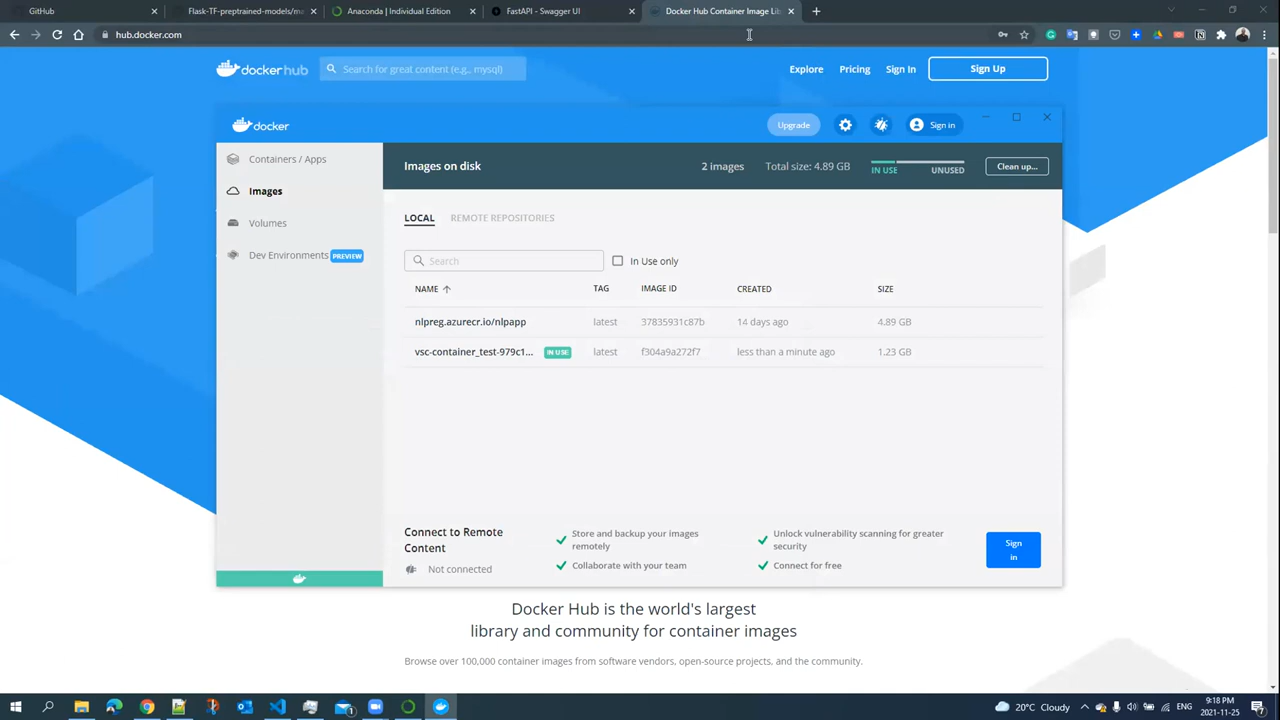 GitHub
Flask-TF-preptrained-models/ma
Anaconda | Individual Edition
FastAPI - Swagger UI
Docker Hub Container Image Lib
hub.docker.com
dockerhub
Search for great content (e.g., mysql)
Explore
Pricing
Sign In
Sign Up
docker
Upgrade
Sign in
Containers / Apps
Images
Volumes
Dev Environments PREVIEW
Images on disk
2 images
Total size: 4.89 GB
IN USE
UNUSED
Clean up...
LOCAL
REMOTE REPOSITORIES
Search
In Use only
NAME TAG IMAGE ID CREATED SIZE
nlpreg.azurecr.io/nlpapp latest 37835931c87b 14 days ago 4.89 GB
vsc-container_test-979c1... IN USE latest f304a9a272f7 less than a minute ago 1.23 GB
Connect to Remote
Content
Not connected
Store and backup your images
remotely
Collaborate with your team
Unlock vulnerability scanning for greater
security
Connect for free
Sign
in
Docker Hub is the world's largest
library and community for container images
Browse over 100,000 container images from software vendors, open-source projects, and the community.
20°C Cloudy
ENG
9:18 PM
2021-11-25